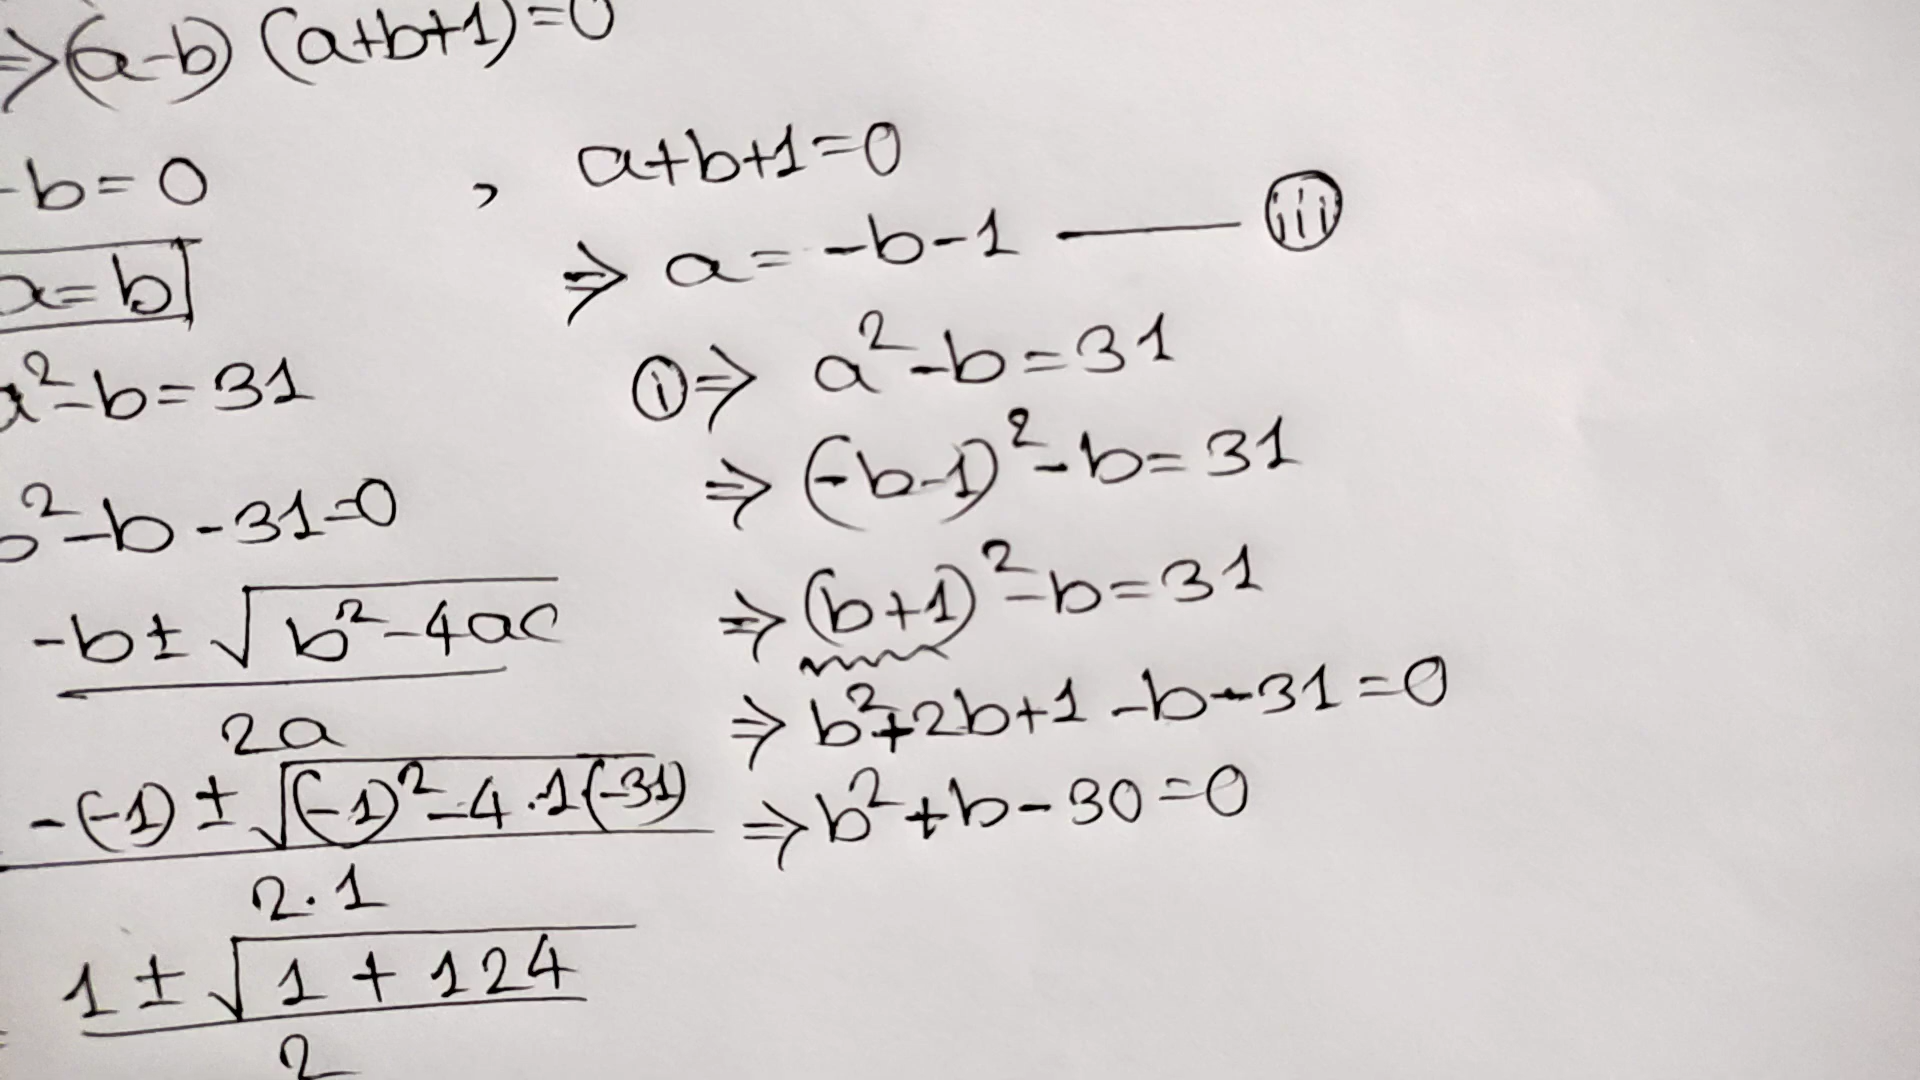 ⇒(a-b) (a+b+1)=0
-b=0 , a+b+1=0
a=b
⇒ a=-b-1 —— (iii)
a²-b=31
(i)⇒ a²-b=31
⇒ (-b-1)²-b=31
b²-b-31=0
⇒ (b+1)²-b=31
-b±√(b²-4ac)
2a
⇒ b²+2b+1-b-31=0
-(-1)±√((-1)²-4.1(-31))
2·1
⇒ b²+b-30=0
1±√(1+124)
2